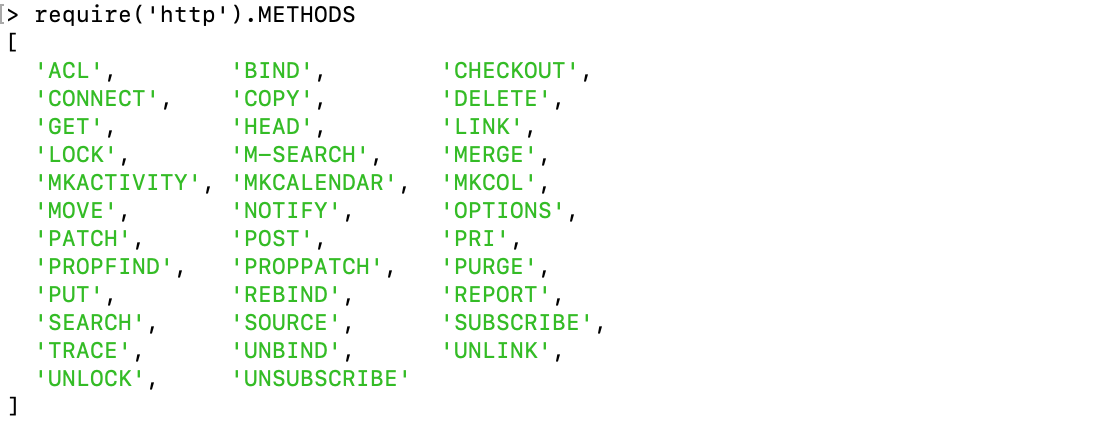 [> require('http').METHODS
[
  'ACL',        'BIND',        'CHECKOUT',
  'CONNECT',    'COPY',        'DELETE',
  'GET',        'HEAD',        'LINK',
  'LOCK',       'M-SEARCH',    'MERGE',
  'MKACTIVITY', 'MKCALENDAR',  'MKCOL',
  'MOVE',       'NOTIFY',      'OPTIONS',
  'PATCH',      'POST',        'PRI',
  'PROPFIND',   'PROPPATCH',   'PURGE',
  'PUT',        'REBIND',      'REPORT',
  'SEARCH',     'SOURCE',      'SUBSCRIBE',
  'TRACE',      'UNBIND',      'UNLINK',
  'UNLOCK',     'UNSUBSCRIBE'
]